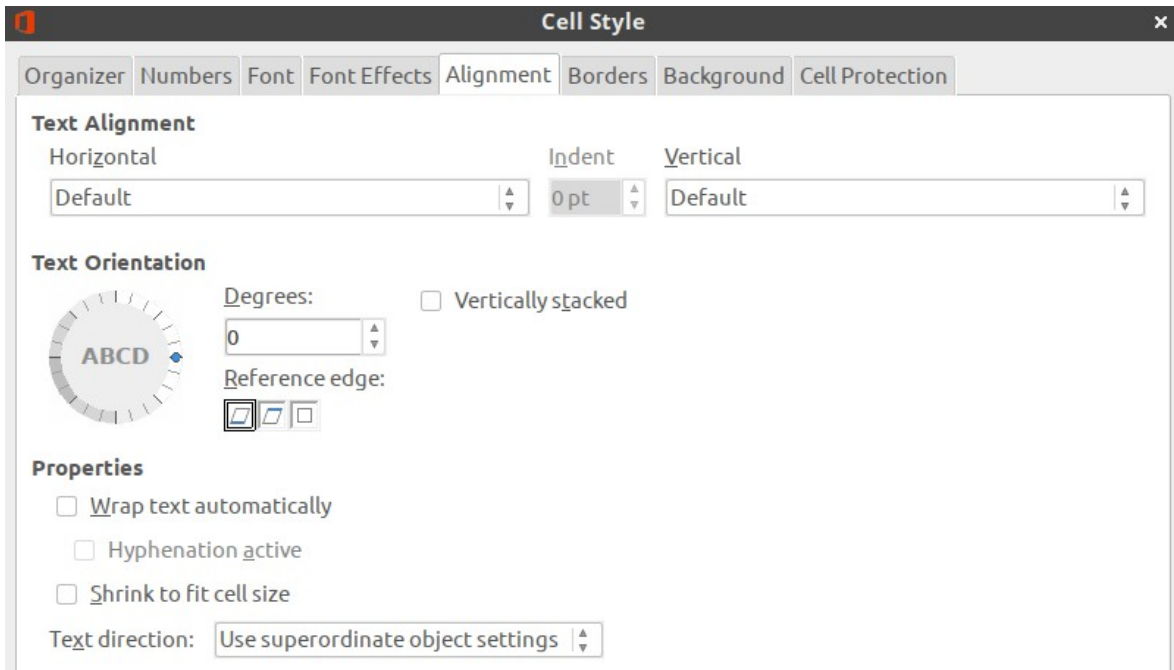 Cell Style
Organizer Numbers Font Font Effects Alignment Borders Background Cell Protection
Text Alignment
Horizontal Indent Vertical
Default 0 pt Default
Text Orientation
Degrees: Vertically stacked
ABCD 0
Reference edge:
Properties
Wrap text automatically
Hyphenation active
Shrink to fit cell size
Text direction: Use superordinate object settings